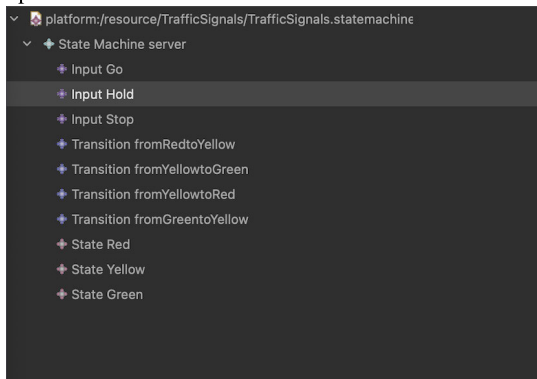 platform:/resource/TrafficSignals/TrafficSignals.statemachine
State Machine server
Input Go
Input Hold
Input Stop
Transition fromRedtoYellow
Transition fromYellowtoGreen
Transition fromYellowtoRed
Transition fromGreentoYellow
State Red
State Yellow
State Green